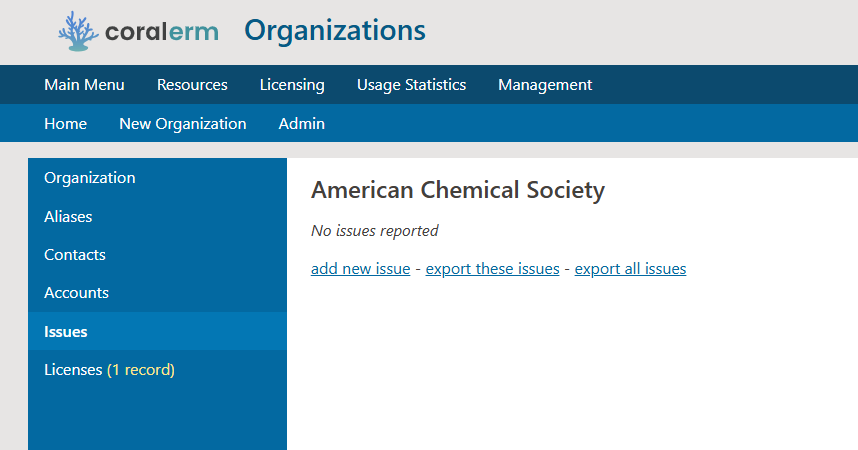 coralerm Organizations
Main Menu Resources Licensing Usage Statistics Management
Home New Organization Admin
Organization
Aliases
Contacts
Accounts
Issues
Licenses (1 record)
American Chemical Society
No issues reported
add new issue - export these issues - export all issues